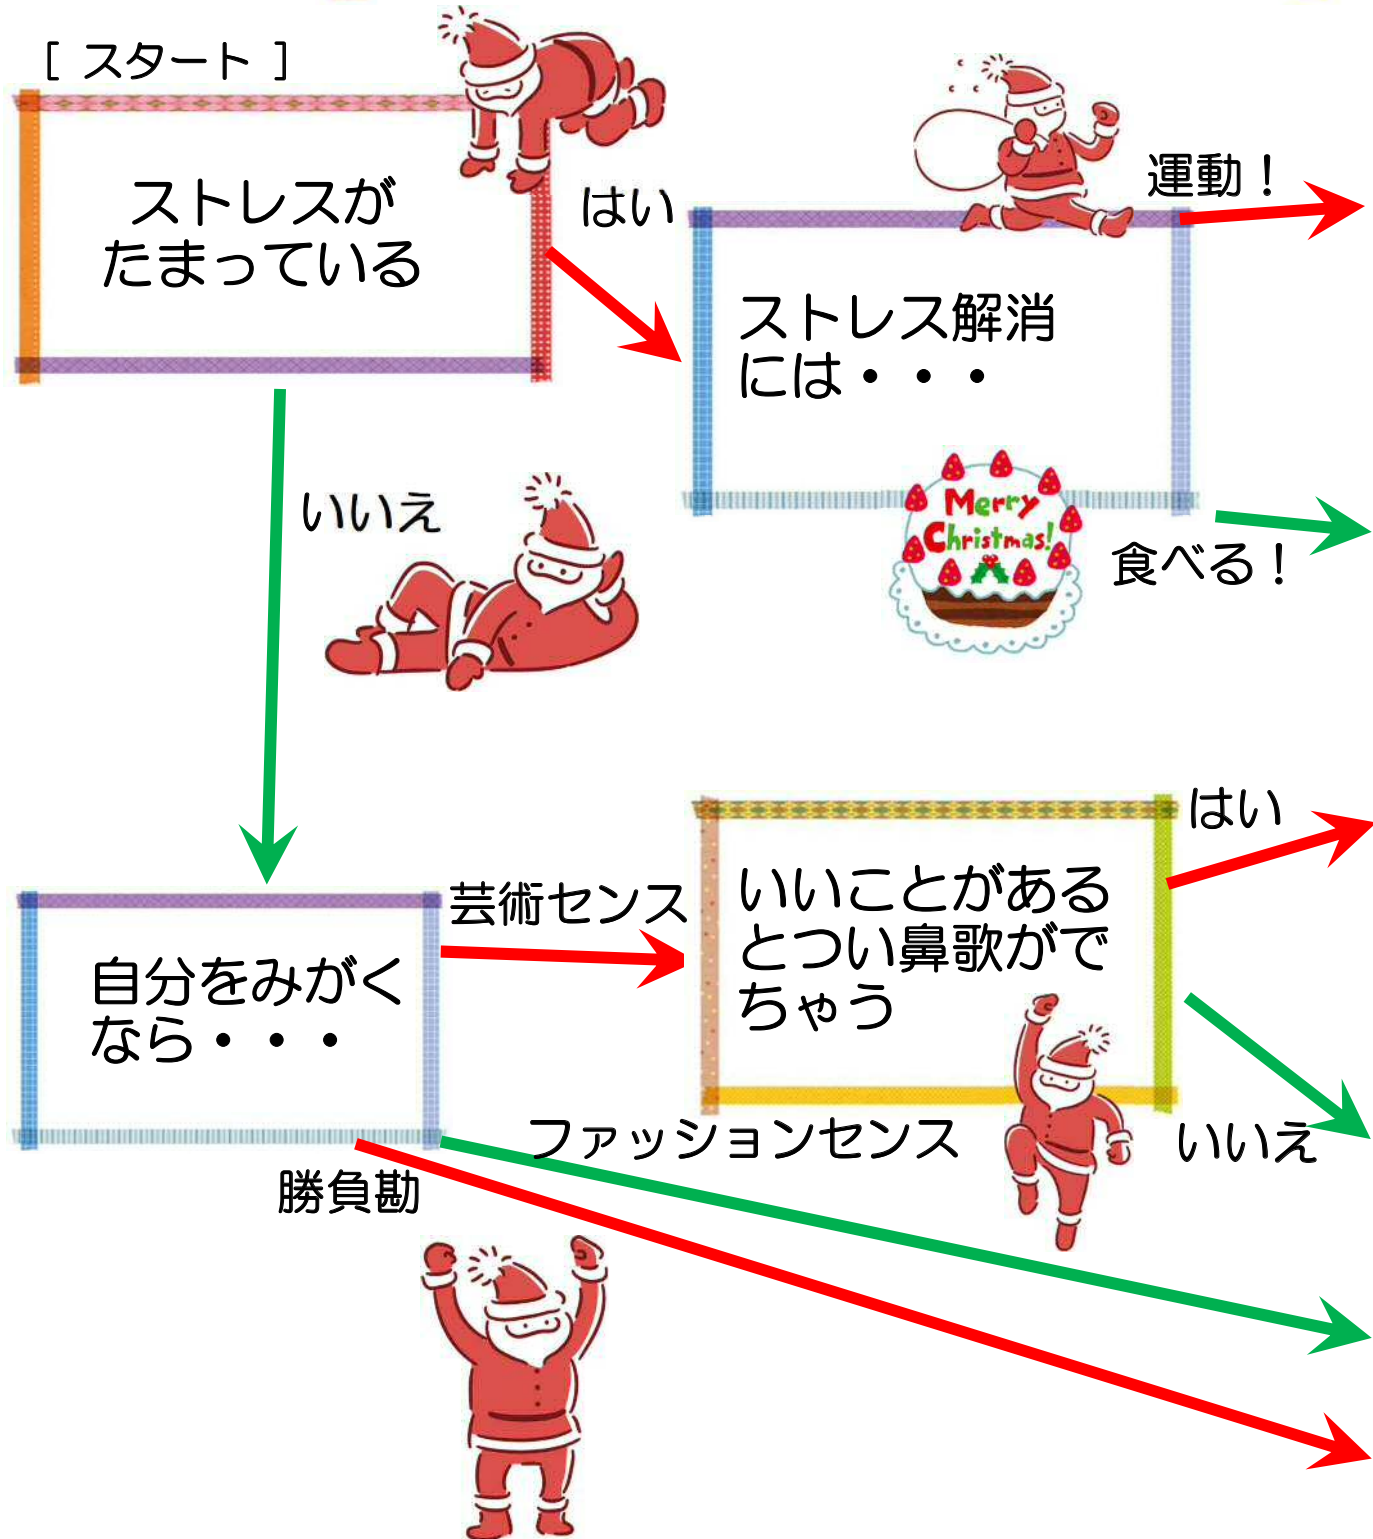 [ スタート ]
ストレスが
たまっている
はい
運動！
ストレス解消
には・・・
いいえ
Merry
Christmas!
食べる！
はい
いいことがある
とつい鼻歌がで
ちゃう
芸術センス
自分をみがく
なら・・・
ファッションセンス
いいえ
勝負勘